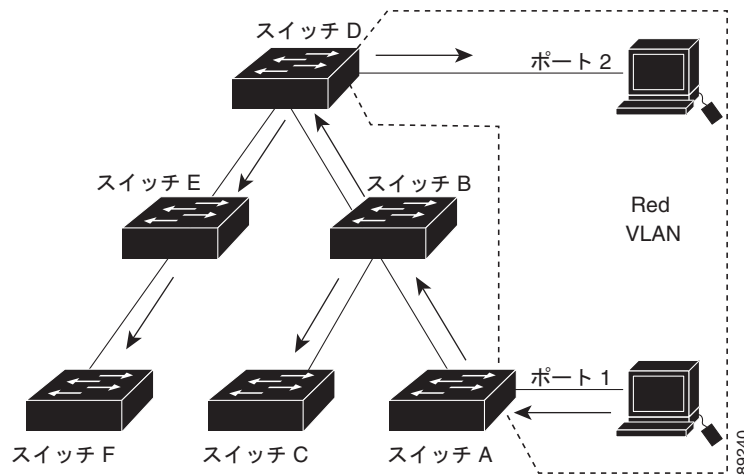 スイッチ D
ポート 2
スイッチ E
スイッチ B
Red
VLAN
ポート 1
スイッチ F
スイッチ C
スイッチ A
89240